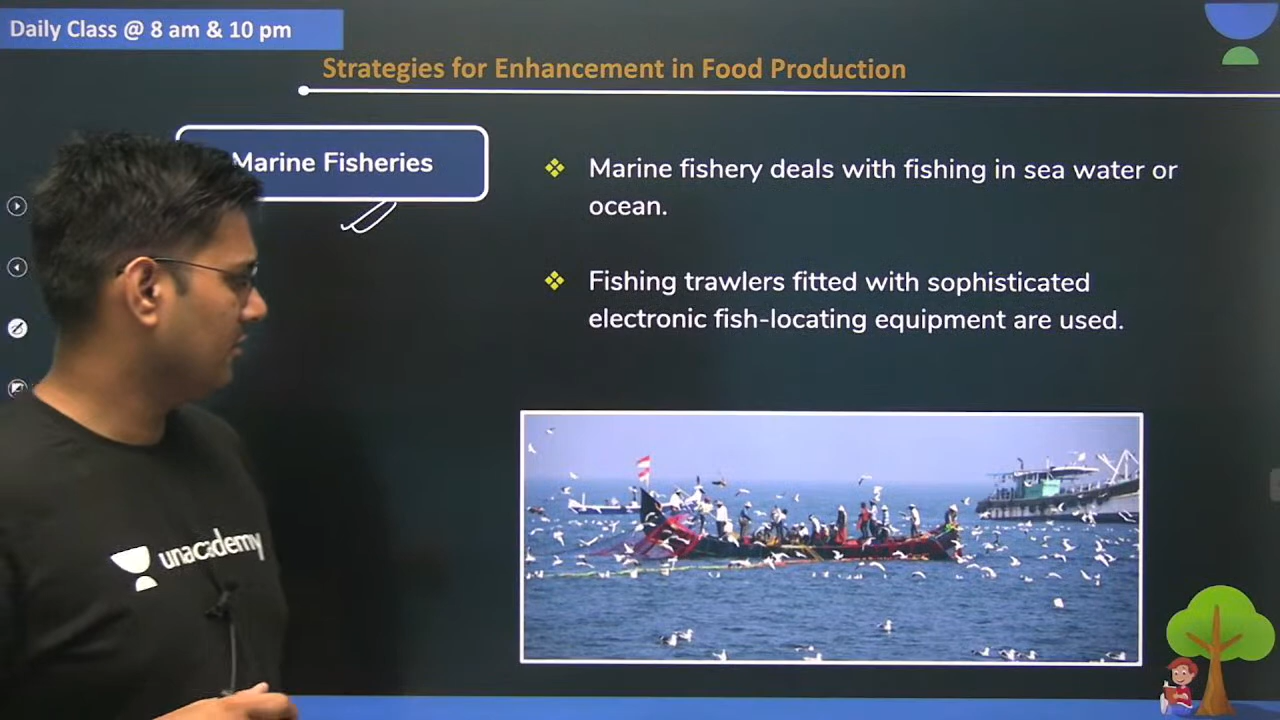 Daily Class @ 8 am & 10 pm
Strategies for Enhancement in Food Production
Marine Fisheries
❖ Marine fishery deals with fishing in sea water or
ocean.
❖ Fishing trawlers fitted with sophisticated
electronic fish-locating equipment are used.
unacademy